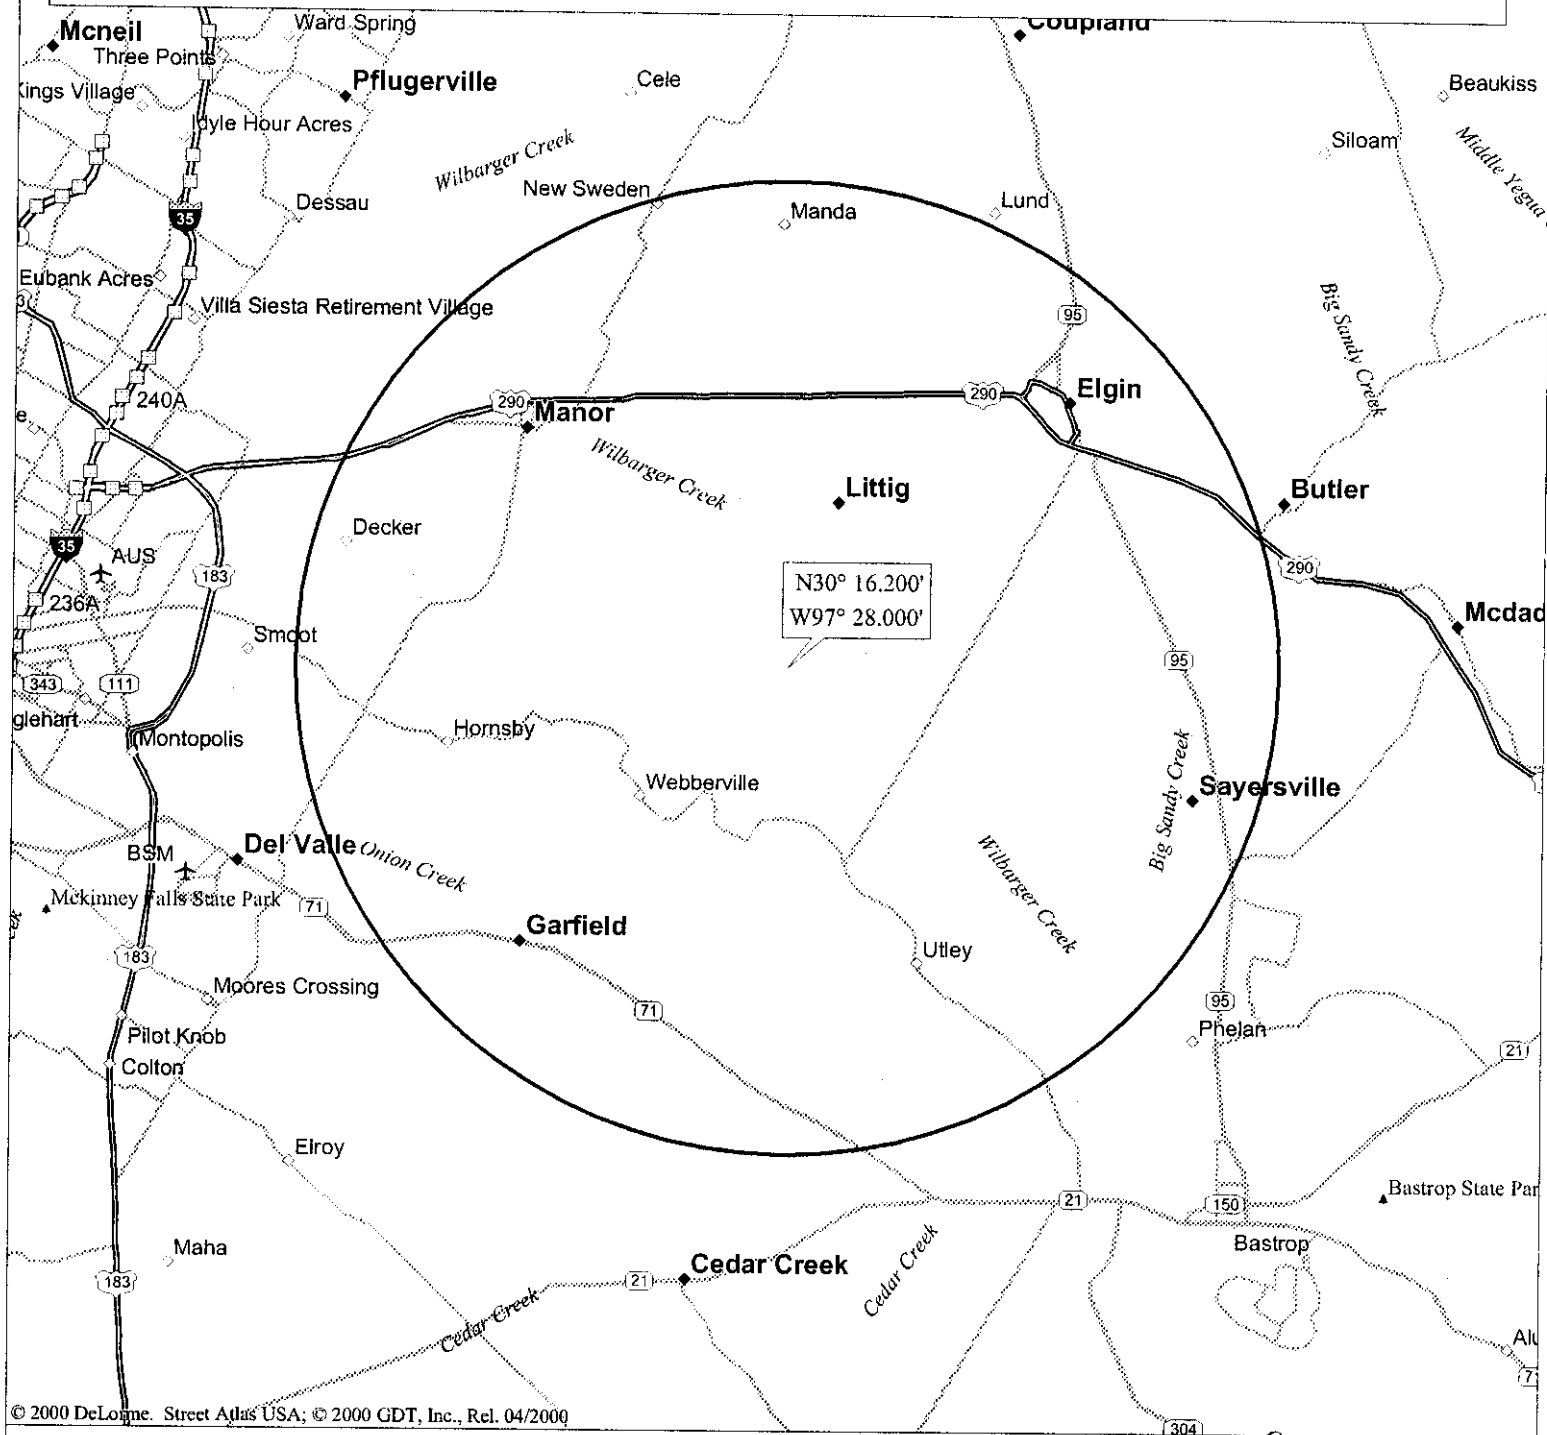 Coupland
Mcneil
Ward Spring
Three Points
Pflugerville
Cele
Beaukiss
Kings Village
Idyle Hour Acres
Siloam
Middle Yegua
Wilbarger Creek
New Sweden
Dessau
Manda
Lund
35
Eubank Acres
3
Villa Siesta Retirement Village
95
Big Sandy Creek
240A
290
Manor
290
Elgin
e
Wilbarger Creek
Littig
Butler
Decker
35
AUS
183
290
N30° 16.200'
W97° 28.000'
236A
Mcdad
Smoot
95
343
111
glehart
Montopolis
Hornsby
Webberville
Big Sandy Creek
Sayersville
BSM
Del Valle
Onion Creek
Wilbarger Creek
Mckinney Falls State Park
71
ek
Garfield
Utley
183
Moores Crossing
71
95
Pilot Knob
Phelan
Colton
21
Elroy
Bastrop State Par
21
150
Maha
Bastrop
Cedar Creek
Cedar Creek
183
21
Cedar Creek
Alu
7
© 2000 DeLorme. Street Atlas USA; © 2000 GDT, Inc., Rel. 04/2000
304